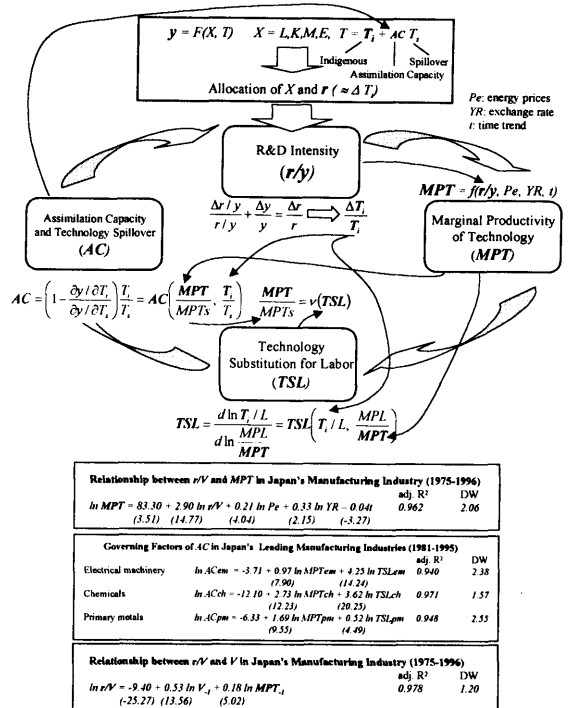 y = F(X, T)  X = L,K,M,E,  T = Ti + AC Ts
Indigenous  Spillover
Assimilation Capacity
Allocation of X and r (≈Δ Ti)
Pe: energy prices
YR: exchange rate
t: time trend
R&D Intensity
(r/y)
MPT = f(r/y, Pe, YR, t)
Δr / y / r / y + Δy / y = Δr / r ⇒ ΔTi / Ti
Assimilation Capacity
and Technology Spillover
(AC)
Marginal Productivity
of Technology
(MPT)
AC = (1 − ∂y/∂Ti / ∂y/∂Ts) Ti / Ts = AC(MPT / MPTs, Ti / Ts)  MPT / MPTs = v(TSL)
Technology
Substitution for Labor
(TSL)
TSL = d ln Ti / L / d ln MPL / MPT = TSL(Ti / L, MPL / MPT)
Relationship between r/V and MPT in Japan's Manufacturing Industry (1975-1996)
adj. R²  DW
ln MPT = 83.30 + 2.90 ln r/V + 0.21 ln Pe + 0.33 ln YR – 0.04t  0.962  2.06
(3.51)  (14.77)  (4.04)  (2.15)  (-3.27)
Governing Factors of AC in Japan's Leading Manufacturing Industries (1981-1995)
adj. R²  DW
Electrical machinery  ln ACem = -3.71 + 0.97 ln MPTem + 4.25 ln TSLem  0.940  2.38
(7.90)  (14.24)
Chemicals  ln ACch = -12.10 + 2.73 ln MPTch + 3.62 ln TSLch  0.971  1.57
(12.23)  (20.25)
Primary metals  ln ACpm = -6.33 + 1.69 ln MPTpm + 0.52 ln TSLpm  0.948  2.55
(9.55)  (4.49)
Relationship between r/V and V in Japan's Manufacturing Industry (1975-1996)
adj. R²  DW
ln r/V = -9.40 + 0.53 ln V-1 + 0.18 ln MPT-1  0.978  1.20
(-25.27)  (13.56)  (5.02)